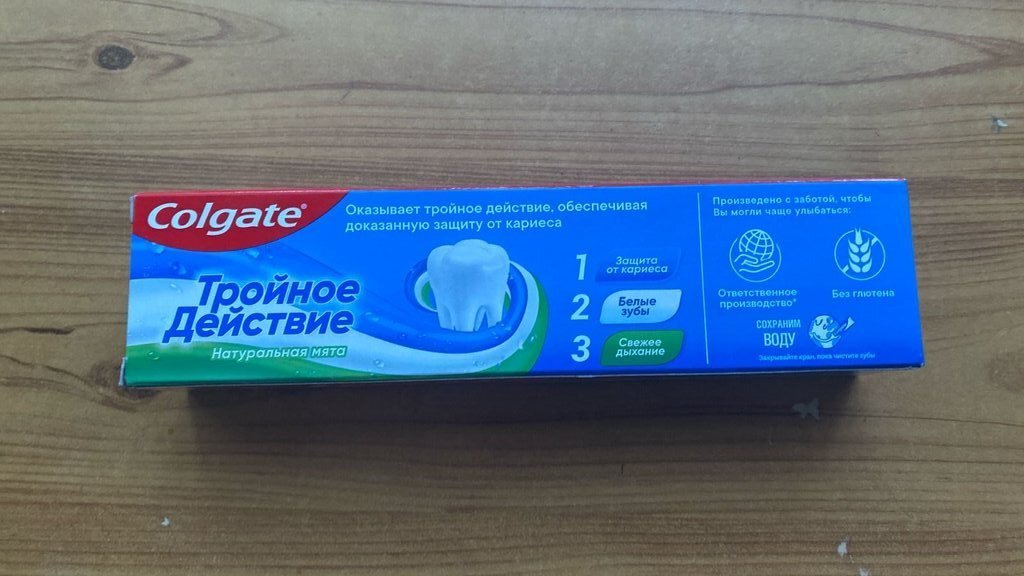 Colgate®
Оказывает тройное действие, обеспечивая
доказанную защиту от кариеса
Тройное
Действие
Натуральная мята
1 Защита
от кариеса
2 Белые
зубы
3 Свежее
дыхание
Произведено с заботой, чтобы
Вы могли чаще улыбаться:
Ответственное
производство*
Без глютена
СОХРАНИМ
ВОДУ
Закрывайте кран, пока чистите зубы